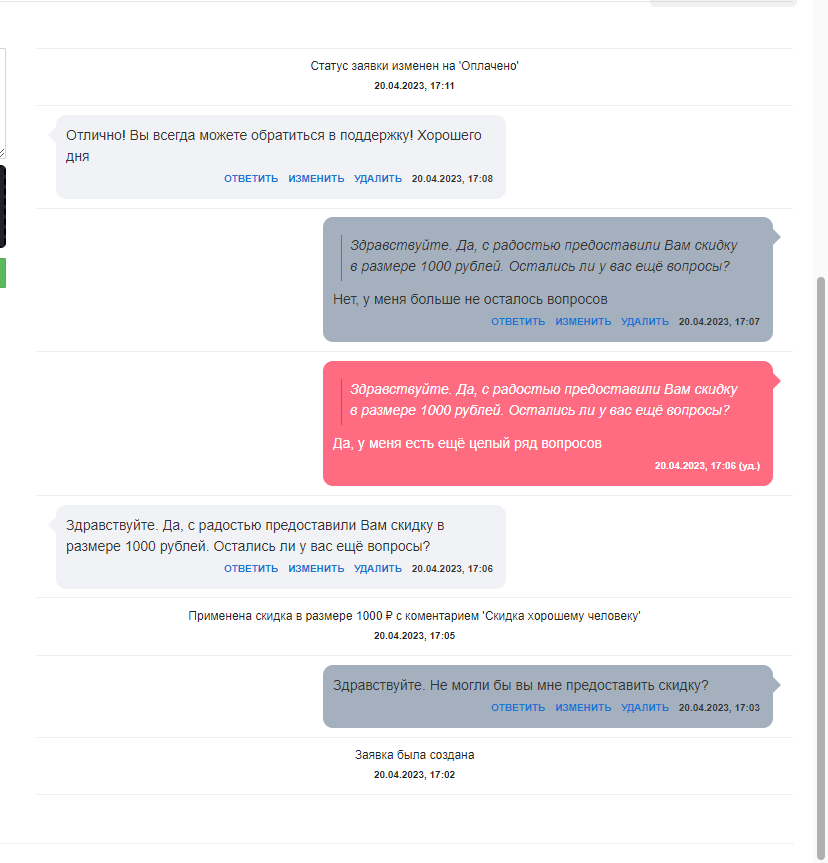 Статус заявки изменен на 'Оплачено'
20.04.2023, 17:11
Отлично! Вы всегда можете обратиться в поддержку! Хорошего
дня
ОТВЕТИТЬ ИЗМЕНИТЬ УДАЛИТЬ 20.04.2023, 17:08
Здравствуйте. Да, с радостью предоставили Вам скидку
в размере 1000 рублей. Остались ли у вас ещё вопросы?
Нет, у меня больше не осталось вопросов
ОТВЕТИТЬ ИЗМЕНИТЬ УДАЛИТЬ 20.04.2023, 17:07
Здравствуйте. Да, с радостью предоставили Вам скидку
в размере 1000 рублей. Остались ли у вас ещё вопросы?
Да, у меня есть ещё целый ряд вопросов
20.04.2023, 17:06 (уд.)
Здравствуйте. Да, с радостью предоставили Вам скидку в
размере 1000 рублей. Остались ли у вас ещё вопросы?
ОТВЕТИТЬ ИЗМЕНИТЬ УДАЛИТЬ 20.04.2023, 17:06
Применена скидка в размере 1000 ₽ с коментарием 'Скидка хорошему человеку'
20.04.2023, 17:05
Здравствуйте. Не могли бы вы мне предоставить скидку?
ОТВЕТИТЬ ИЗМЕНИТЬ УДАЛИТЬ 20.04.2023, 17:03
Заявка была создана
20.04.2023, 17:02